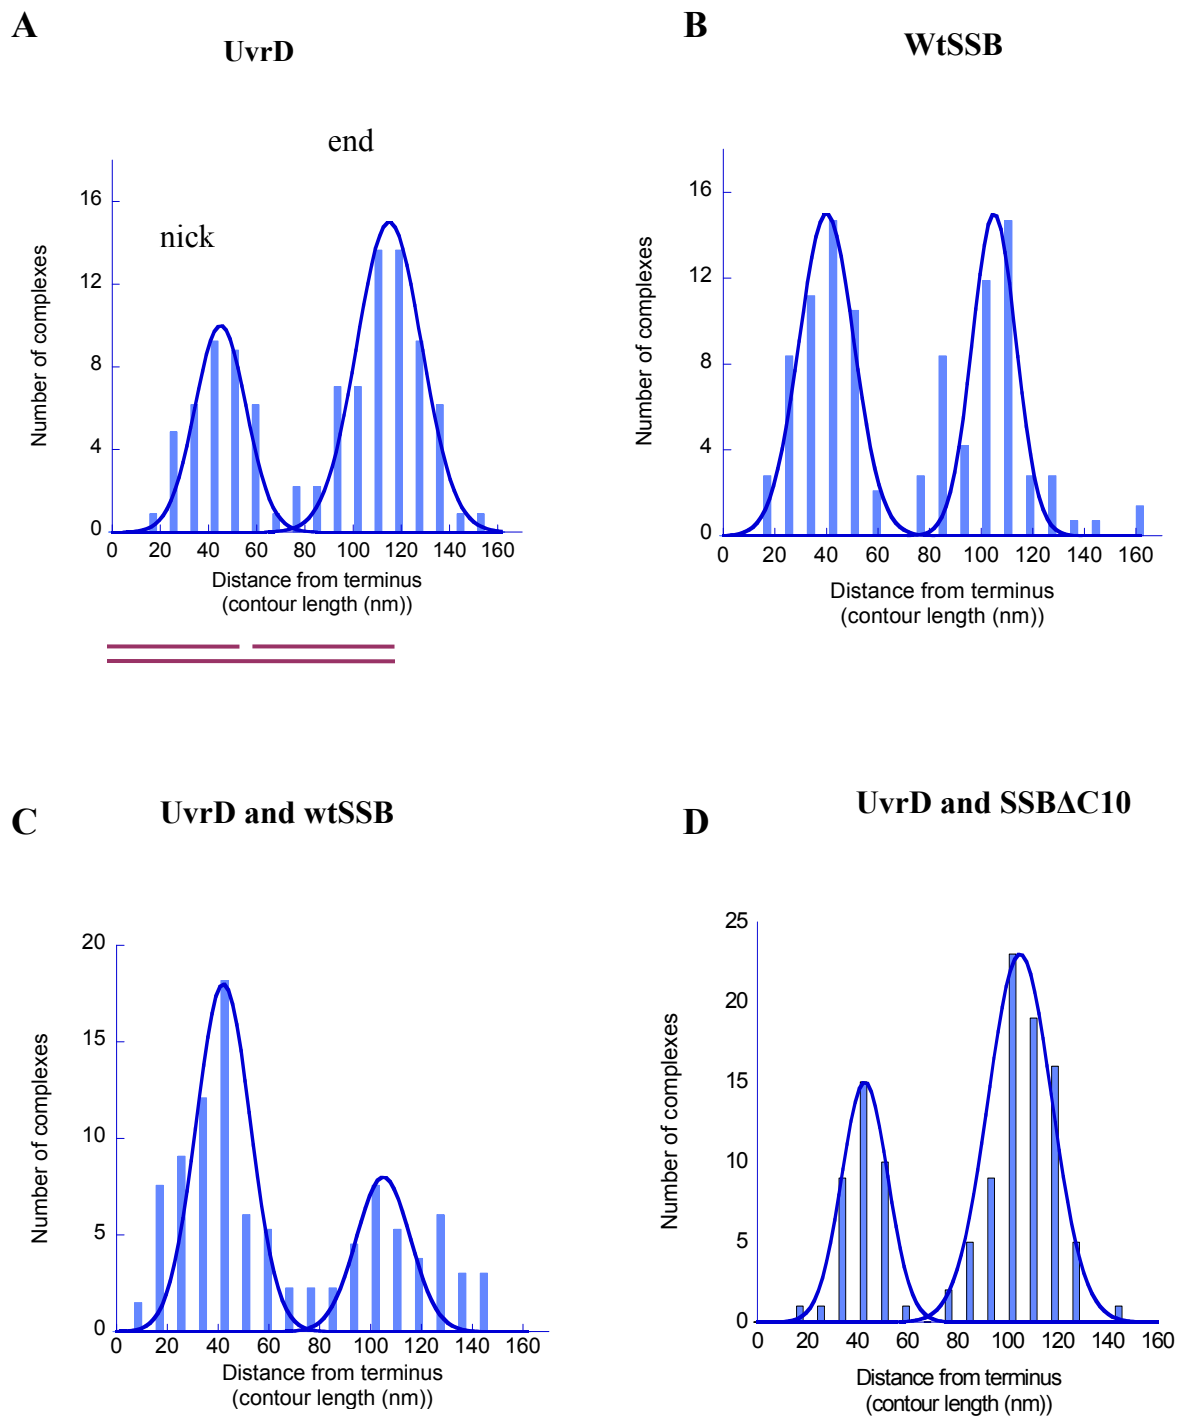 A
UvrD
end
nick
16
12
8
4
0
0 20 40 60 80 100 120 140 160
Number of complexes
Distance from terminus
(contour length (nm))
B
WtSSB
16
12
8
4
0
0 20 40 60 80 100 120 140 160
Number of complexes
Distance from terminus
(contour length (nm))
C
UvrD and wtSSB
20
15
10
5
0
0 20 40 60 80 100 120 140 160
Number of complexes
Distance from terminus
(contour length (nm))
D
UvrD and SSBΔC10
25
20
15
10
5
0
0 20 40 60 80 100 120 140 160
Number of complexes
Distance from terminus
(contour length (nm))